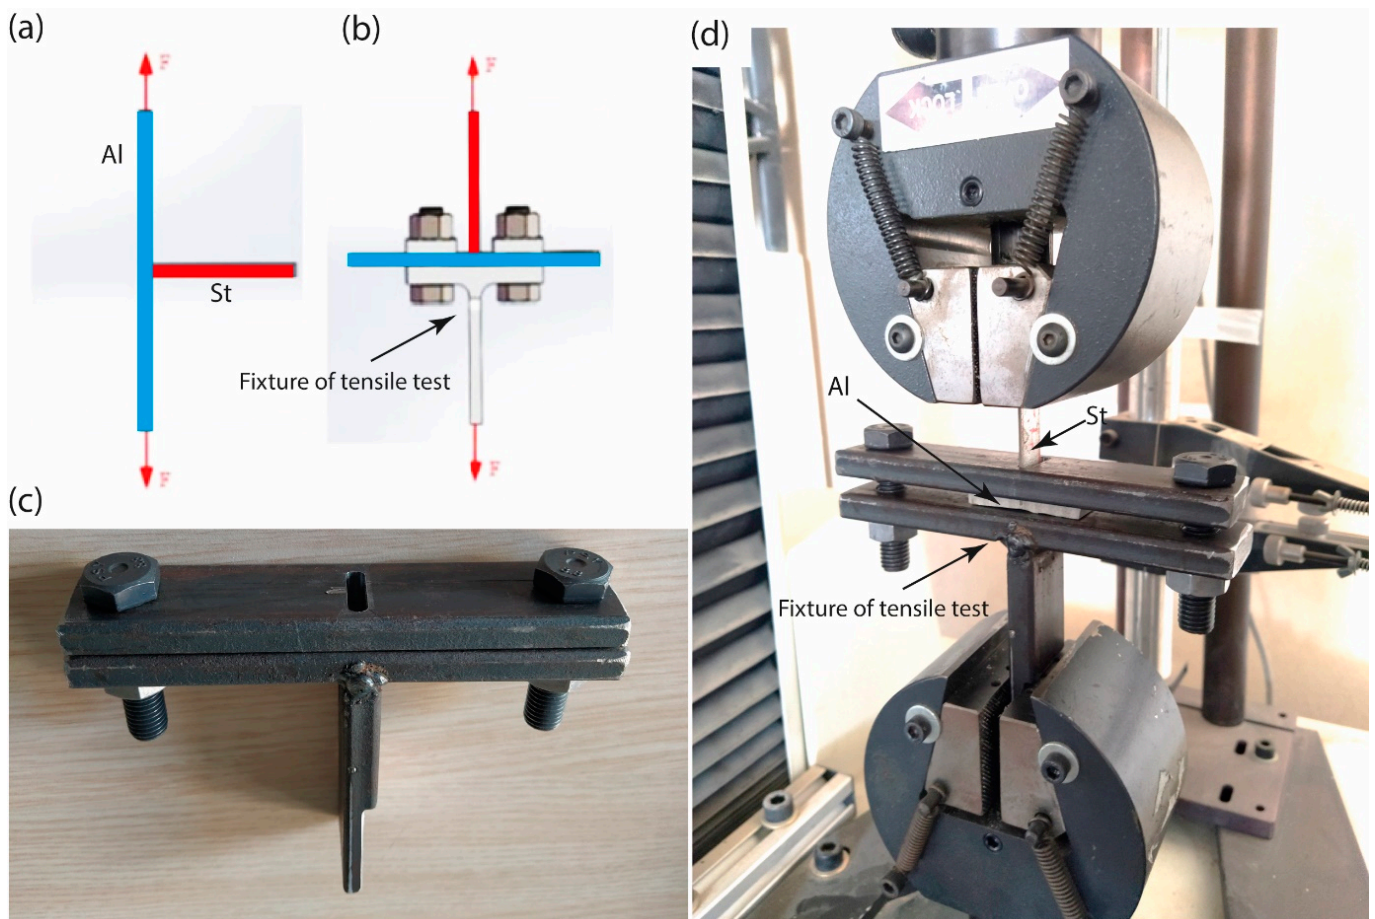 (a)
(b)
(d)
Al
St
Fixture of tensile test
(c)
Al
St
Fixture of tensile test